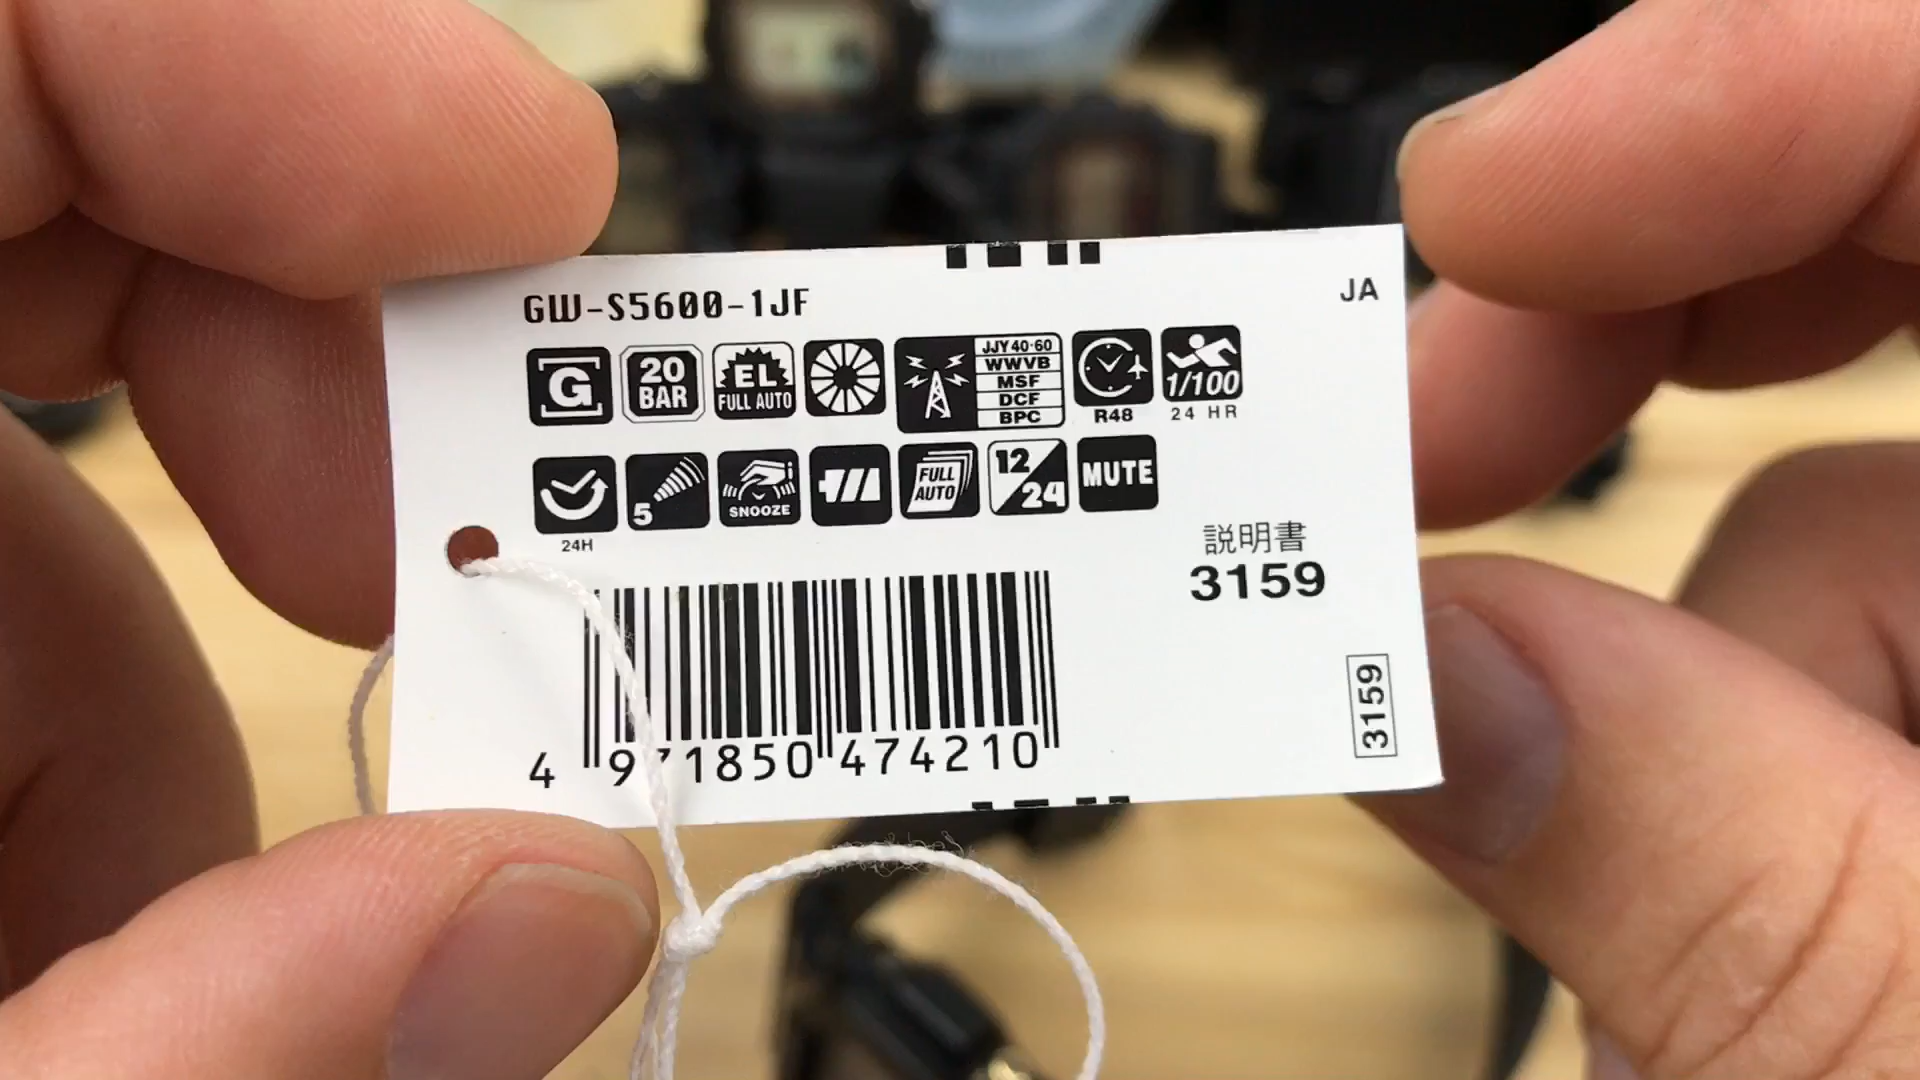 GW-S5600-1JF
JA
G
20
BAR
EL
FULL AUTO
JJY 40·60
WWVB
MSF
DCF
BPC
R48
1/100
24 HR
24H
5
SNOOZE
FULL
AUTO
12/24
MUTE
説明書
3159
4 971850 474210
3159